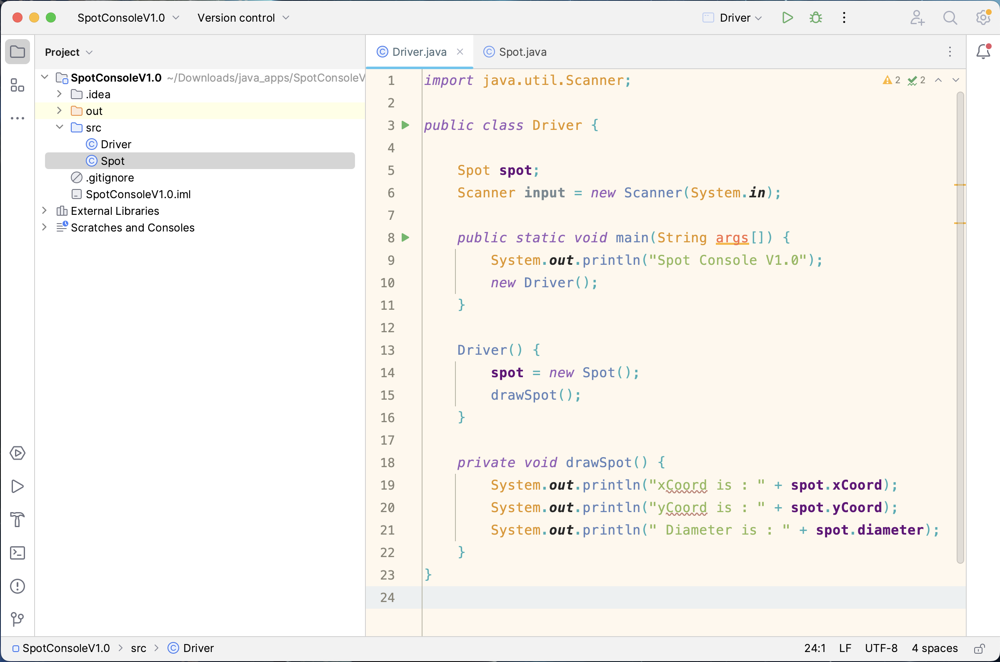 SpotConsoleV1.0 Version control Driver
Project
SpotConsoleV1.0 ~/Downloads/java_apps/SpotConsoleV
.idea
out
src
Driver
Spot
.gitignore
SpotConsoleV1.0.iml
External Libraries
Scratches and Consoles
Driver.java Spot.java
2 2
1 import java.util.Scanner;
2
3 public class Driver {
4
5 Spot spot;
6 Scanner input = new Scanner(System.in);
7
8 public static void main(String args[]) {
9 System.out.println("Spot Console V1.0");
10 new Driver();
11 }
12
13 Driver() {
14 spot = new Spot();
15 drawSpot();
16 }
17
18 private void drawSpot() {
19 System.out.println("xCoord is : " + spot.xCoord);
20 System.out.println("yCoord is : " + spot.yCoord);
21 System.out.println(" Diameter is : " + spot.diameter);
22 }
23 }
24
SpotConsoleV1.0 src Driver 24:1 LF UTF-8 4 spaces